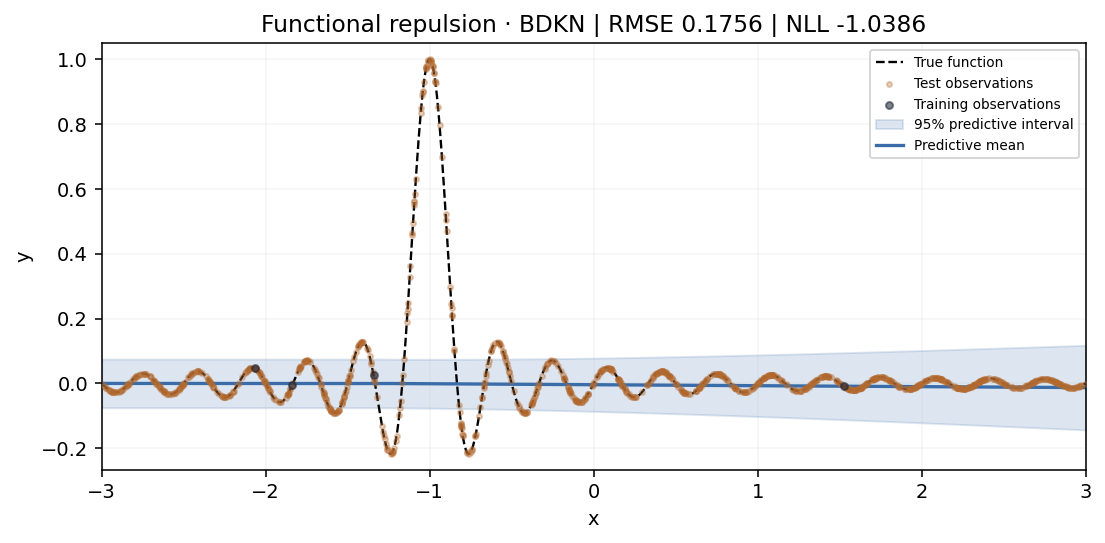 Functional repulsion · BDKN | RMSE 0.1756 | NLL -1.0386
True function
Test observations
Training observations
95% predictive interval
Predictive mean
y
1.0
0.8
0.6
0.4
0.2
0.0
−0.2
−3
−2
−1
0
1
2
3
x